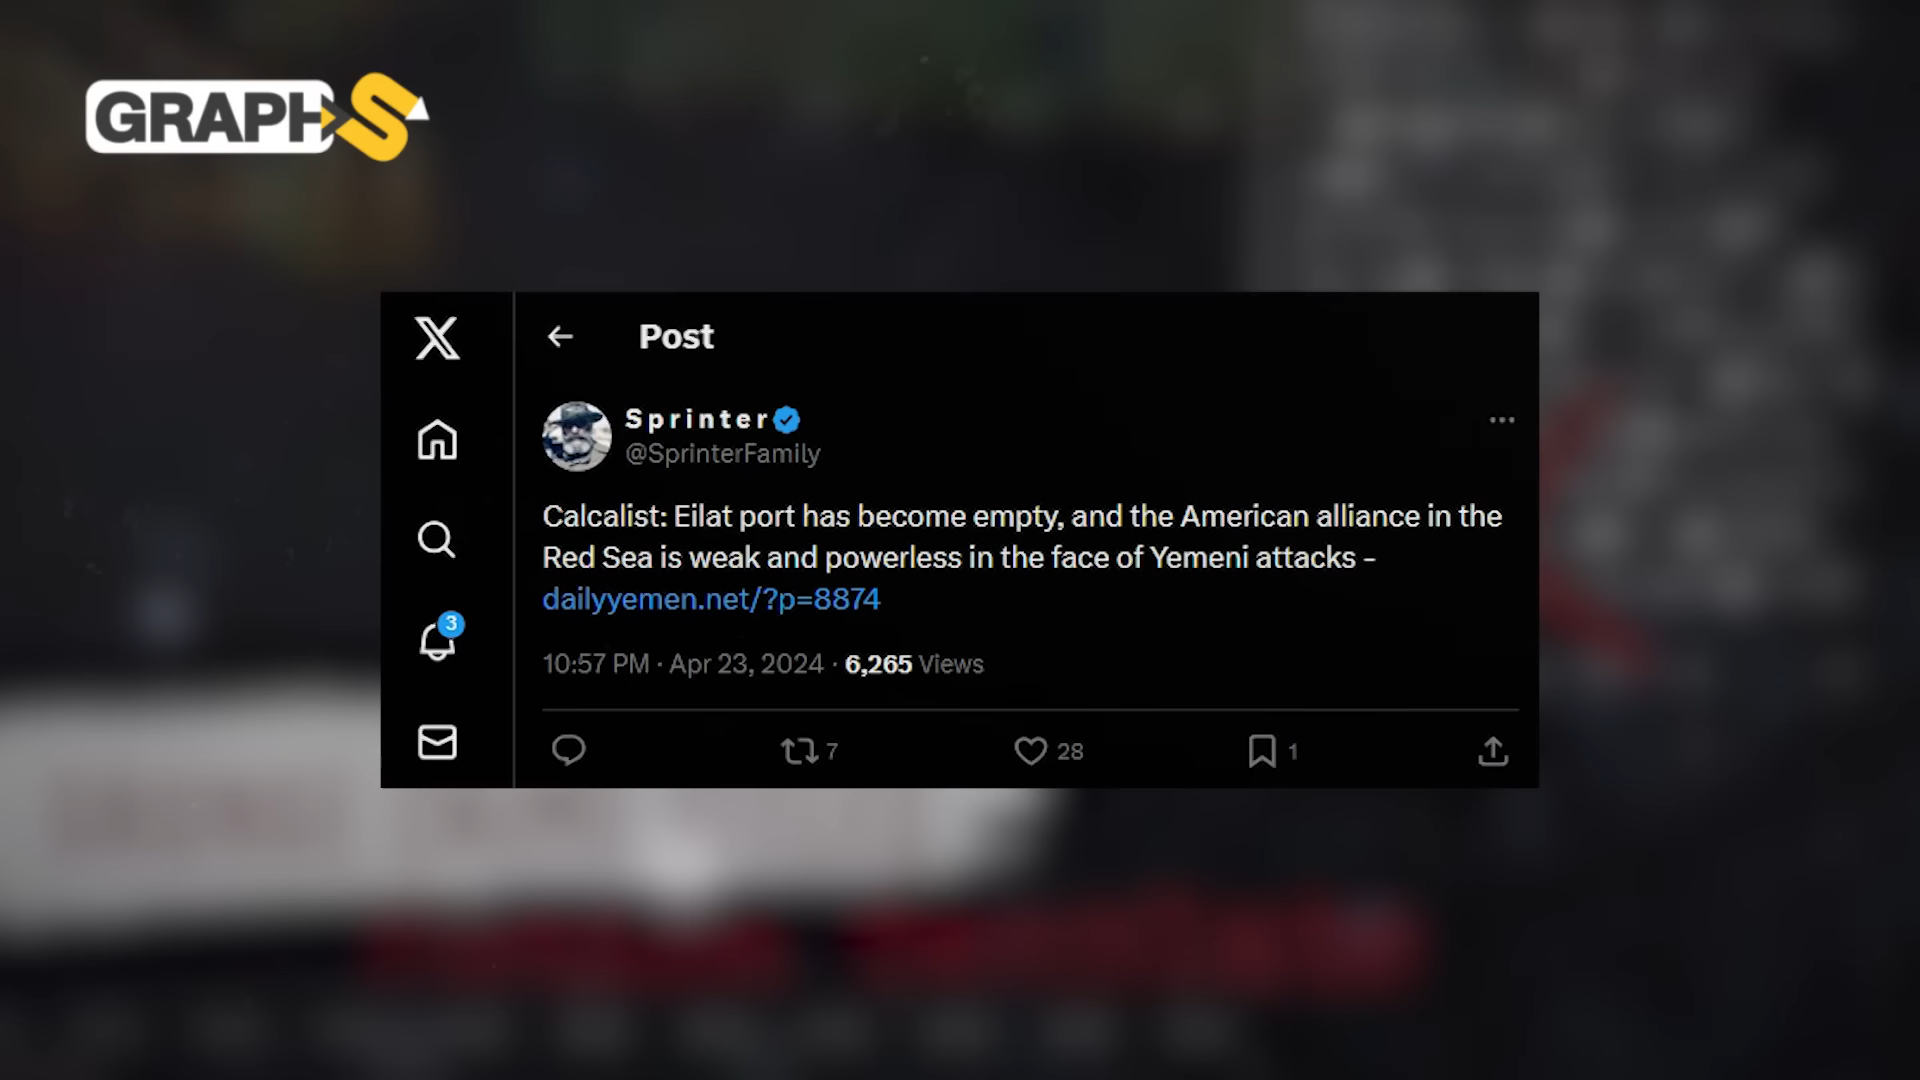 GRAPHS
Post
Sprinter
@SprinterFamily
Calcalist: Eilat port has become empty, and the American alliance in the
Red Sea is weak and powerless in the face of Yemeni attacks -
dailyyemen.net/?p=8874
3
10:57 PM · Apr 23, 2024 · 6,265 Views
7 28 1